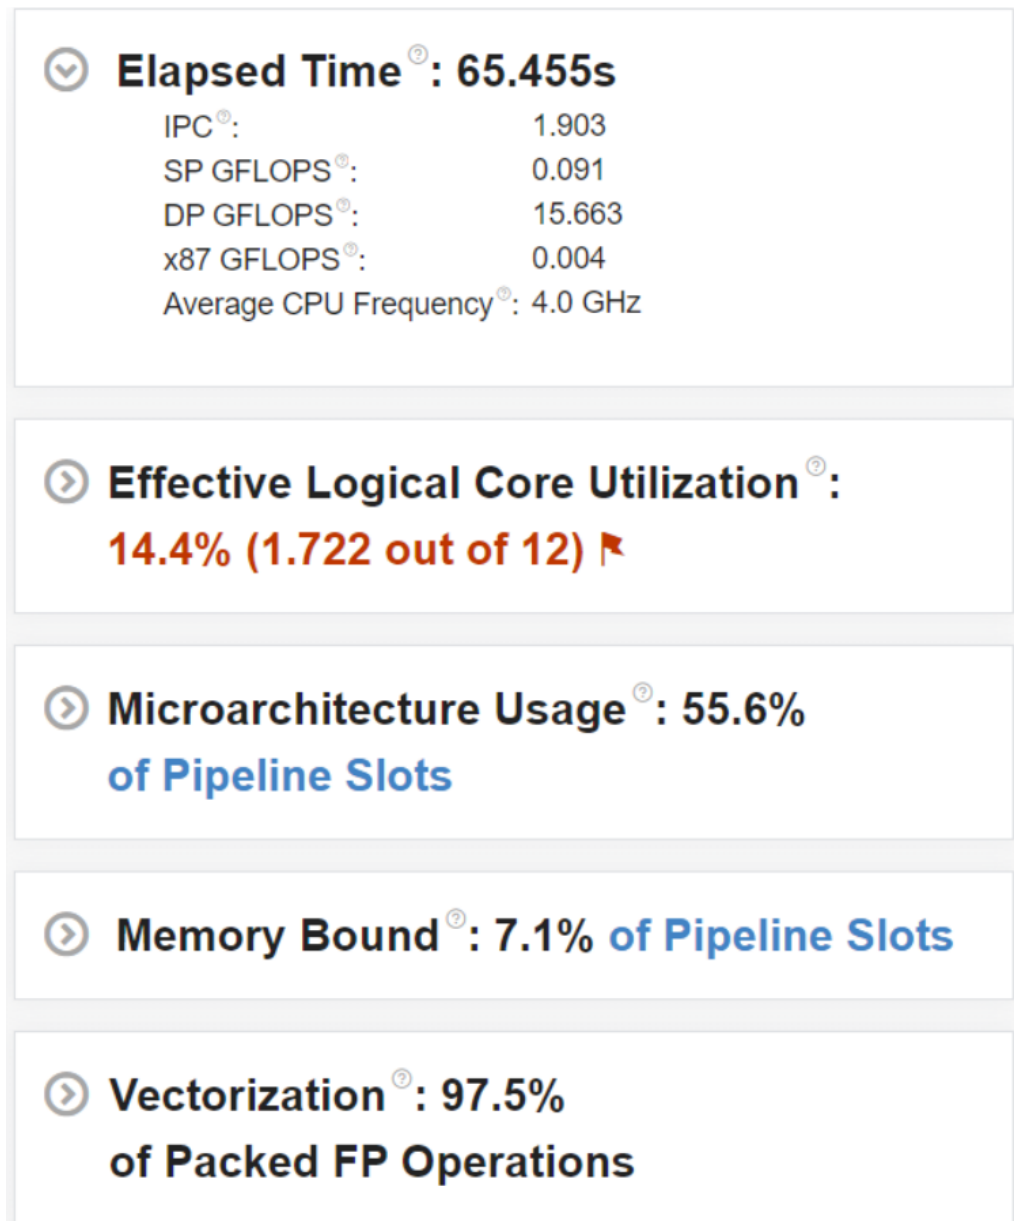 Elapsed Time?: 65.455s
IPC?: 1.903
SP GFLOPS?: 0.091
DP GFLOPS?: 15.663
x87 GFLOPS?: 0.004
Average CPU Frequency?: 4.0 GHz
Effective Logical Core Utilization?:
14.4% (1.722 out of 12)
Microarchitecture Usage?: 55.6%
of Pipeline Slots
Memory Bound?: 7.1% of Pipeline Slots
Vectorization?: 97.5%
of Packed FP Operations